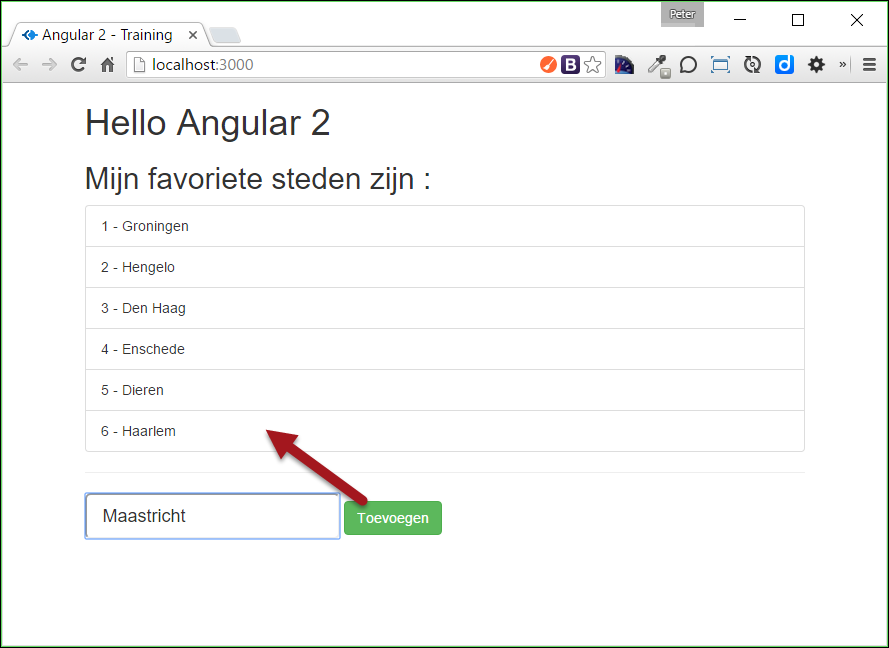 Peter
Angular 2 - Training
localhost:3000
Hello Angular 2
Mijn favoriete steden zijn :
1 - Groningen
2 - Hengelo
3 - Den Haag
4 - Enschede
5 - Dieren
6 - Haarlem
Maastricht
Toevoegen